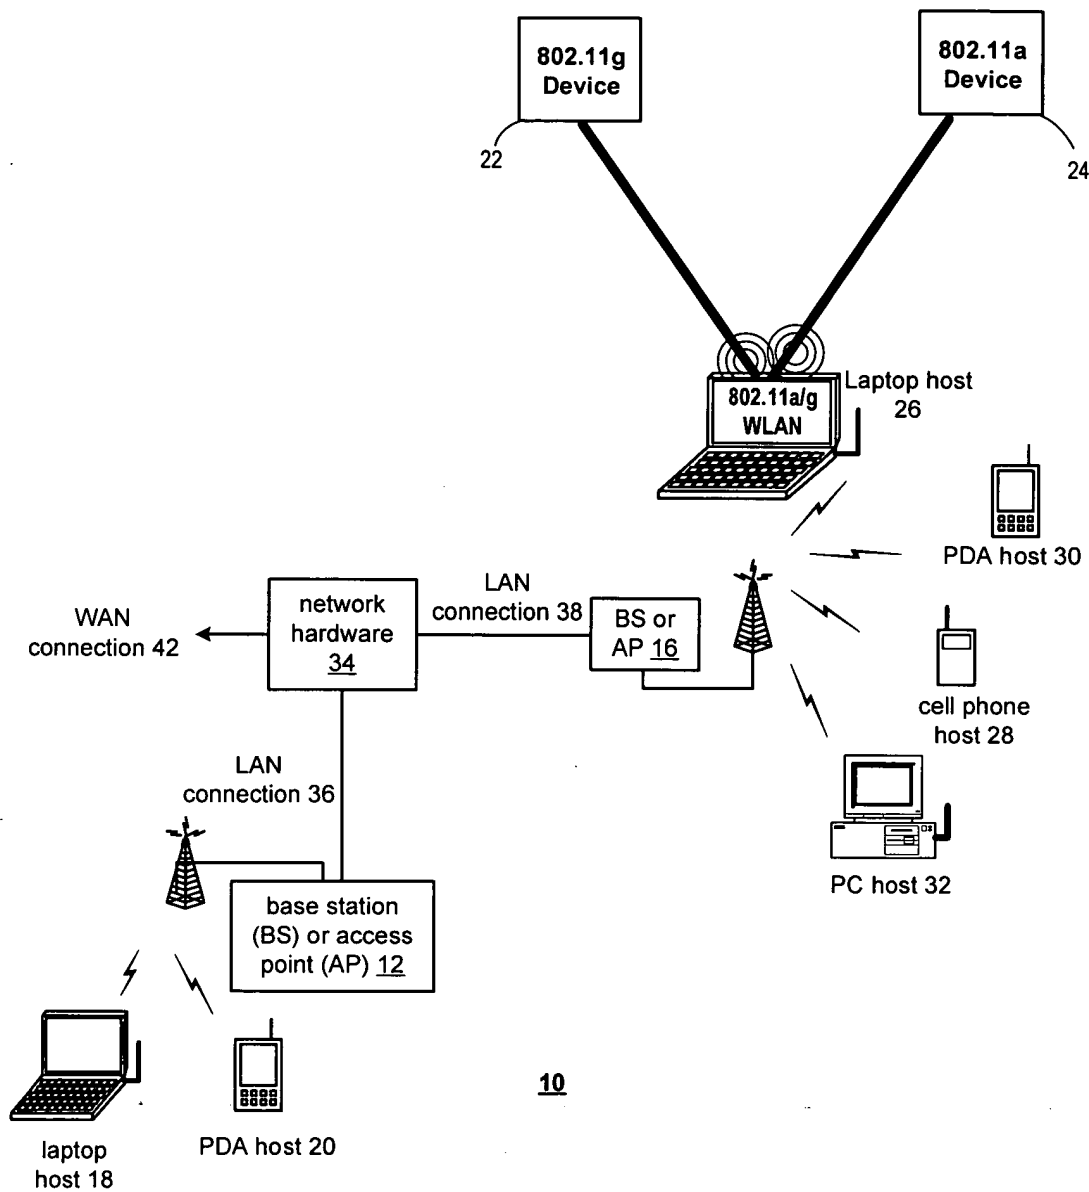 802.11g
Device
802.11a
Device
22
24
Laptop host
26
802.11a/g
WLAN
PDA host 30
LAN
connection 38
network
hardware
34
BS or
AP 16
WAN
connection 42
cell phone
host 28
LAN
connection 36
PC host 32
base station
(BS) or access
point (AP) 12
10
PDA host 20
laptop
host 18